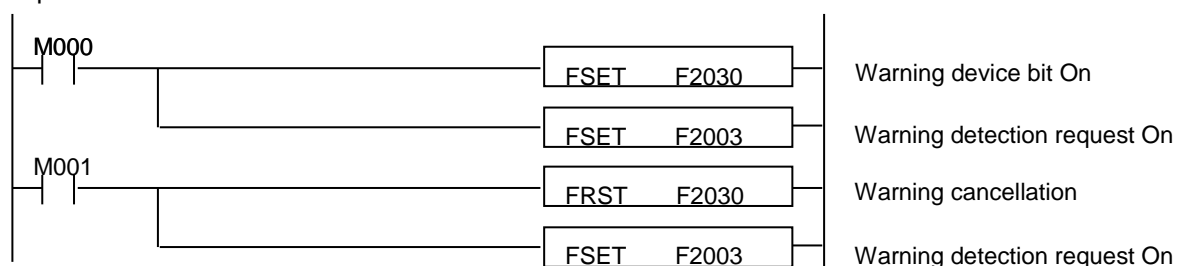 M000
FSET F2030 Warning device bit On
FSET F2003 Warning detection request On
M001
FRST F2030 Warning cancellation
FSET F2003 Warning detection request On